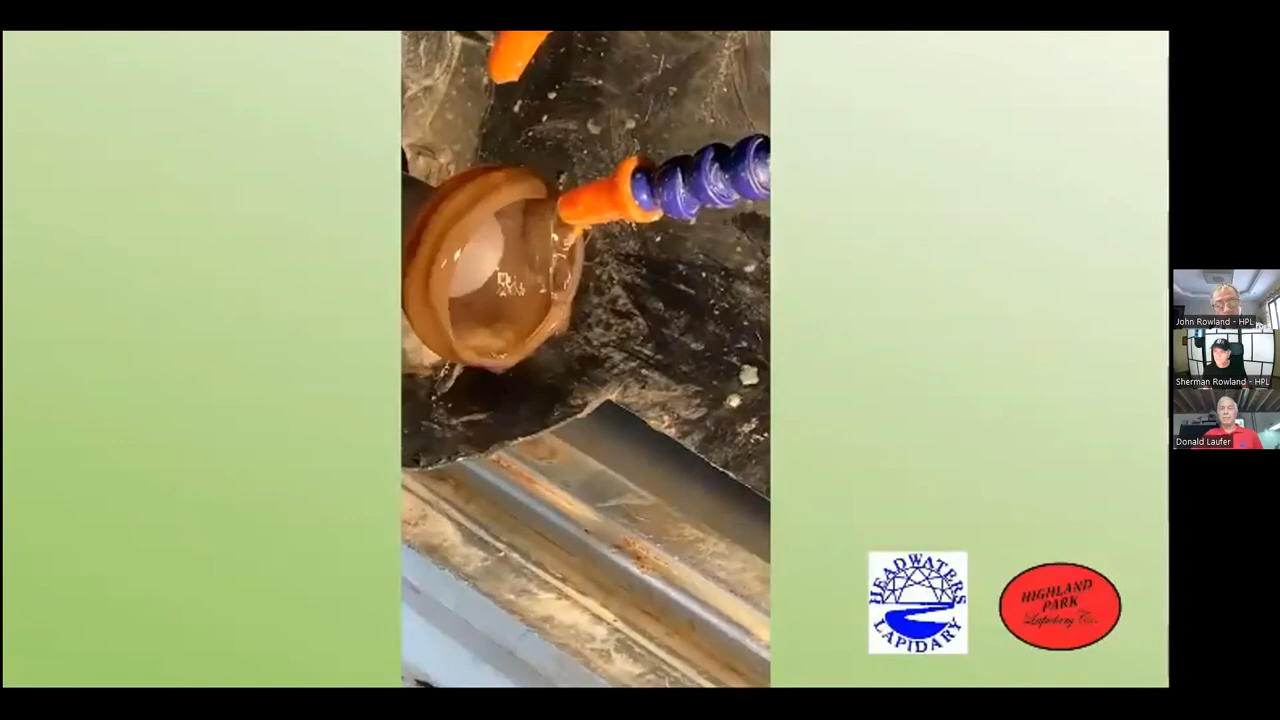 HEADWATERS
LAPIDARY
HIGHLAND
PARK
Lapidary Co.
John Rowland - HPL
Sherman Rowland - HPL
Donald Laufer